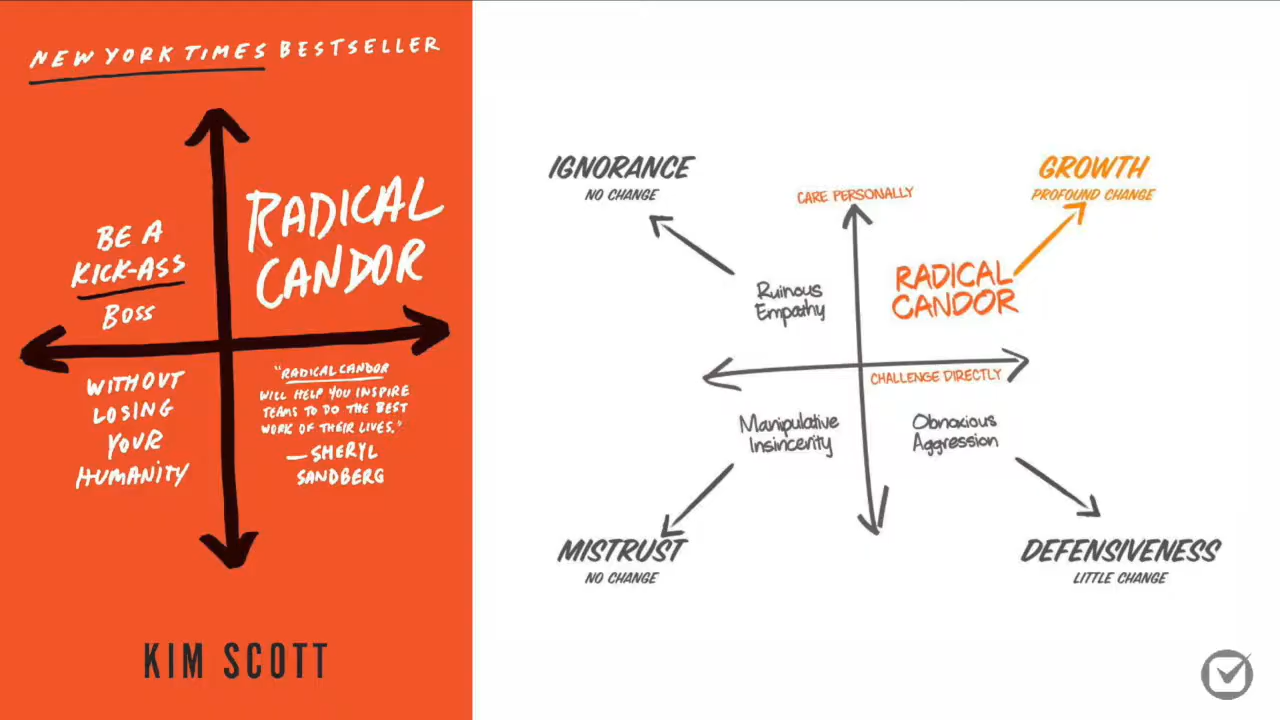 NEW YORK TIMES BESTSELLER
BE A
KICK-ASS
BOSS
RADICAL
CANDOR
WITHOUT
LOSING
YOUR
HUMANITY
"RADICAL CANDOR
WILL HELP YOU INSPIRE
TEAMS TO DO THE BEST
WORK OF THEIR LIVES."
—SHERYL
SANDBERG
KIM SCOTT
IGNORANCE
NO CHANGE
CARE PERSONALLY
GROWTH
PROFOUND CHANGE
Ruinous
Empathy
RADICAL
CANDOR
CHALLENGE DIRECTLY
Manipulative
Insincerity
Obnoxious
Aggression
MISTRUST
NO CHANGE
DEFENSIVENESS
LITTLE CHANGE